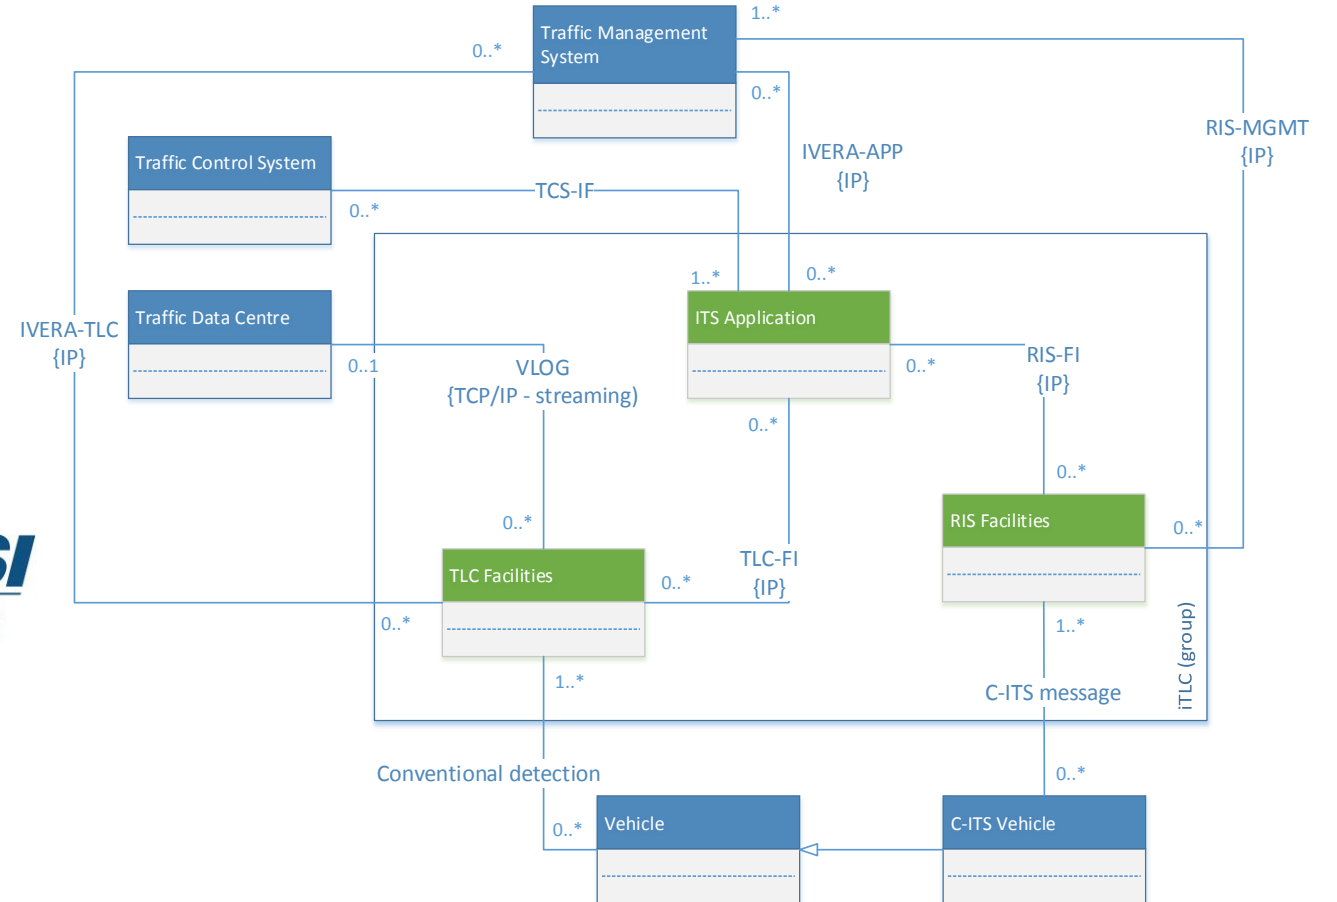 1..*
Traffic Management
System
0..*
0..*
RIS-MGMT
{IP}
IVERA-APP
{IP}
Traffic Control System
TCS-IF
0..*
1..*
0..*
Traffic Data Centre
ITS Application
IVERA-TLC
{IP}
0..1
VLOG
{TCP/IP - streaming)
0..*
RIS-FI
{IP}
0..*
0..*
0..*
RIS Facilities
0..*
TLC-FI
{IP}
TLC Facilities
0..*
0..*
1..*
iTLC (group)
1..*
C-ITS message
Conventional detection
0..*
0..*
Vehicle
C-ITS Vehicle